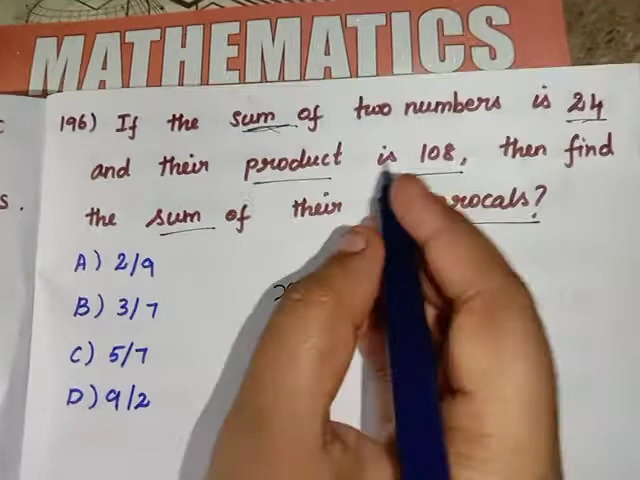 MATHEMATICS
196) If the sum of two numbers is 24
and their product is 108, then find
the sum of their rocals?
A) 2/9
B) 3/7
C) 5/7
D) 9/2